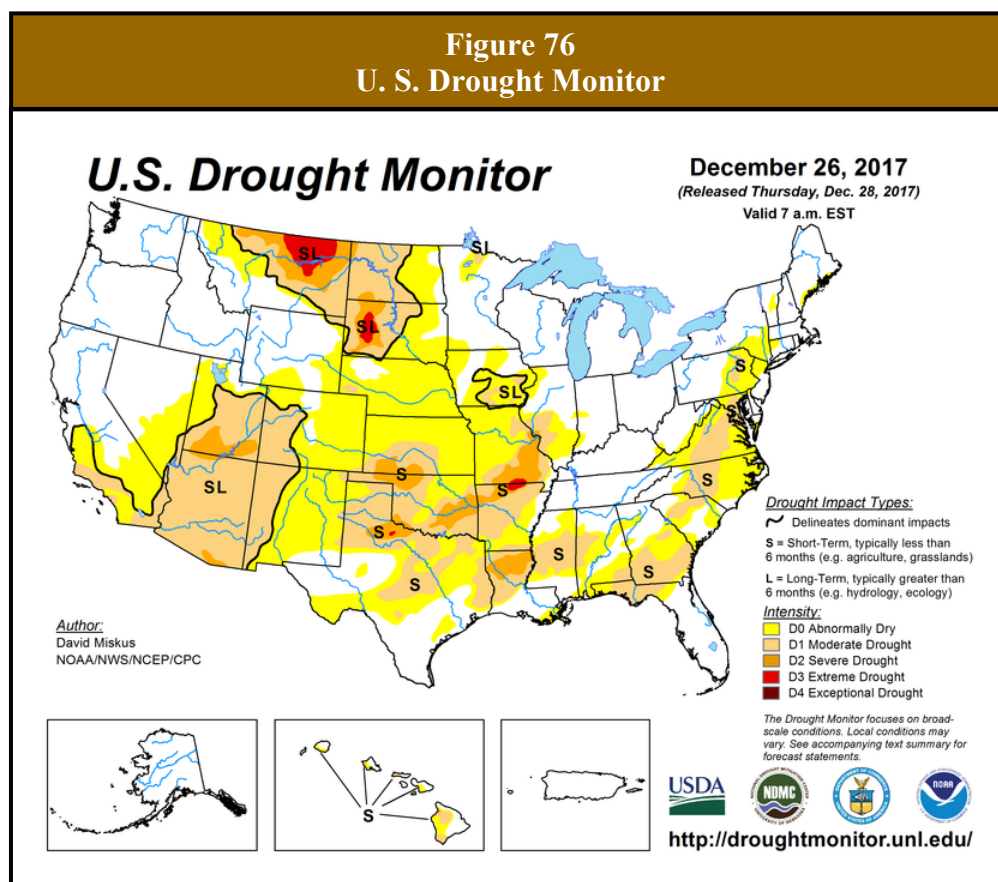 Figure 76
U. S. Drought Monitor
U.S. Drought Monitor
December 26, 2017
(Released Thursday, Dec. 28, 2017)
Valid 7 a.m. EST
SL
SL
SL
SL
SL
S
S
S
S
S
S
S
S
S
Drought Impact Types:
Delineates dominant impacts
S = Short-Term, typically less than
6 months (e.g. agriculture, grasslands)
L = Long-Term, typically greater than
6 months (e.g. hydrology, ecology)
Intensity:
D0 Abnormally Dry
D1 Moderate Drought
D2 Severe Drought
D3 Extreme Drought
D4 Exceptional Drought
Author:
David Miskus
NOAA/NWS/NCEP/CPC
S
The Drought Monitor focuses on broad-
scale conditions. Local conditions may
vary. See accompanying text summary for
forecast statements.
USDA
NDMC
NOAA
http://droughtmonitor.unl.edu/